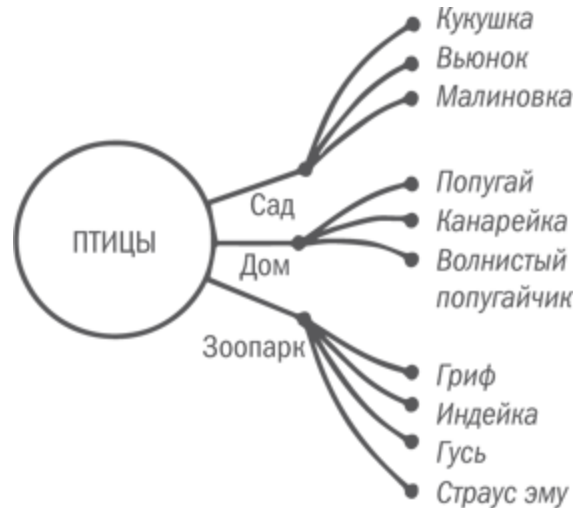 Кукушка
Вьюнок
Малиновка
Сад
ПТИЦЫ
Попугай
Канарейка
Дом
Волнистый
попугайчик
Зоопарк
Гриф
Индейка
Гусь
Страус эму